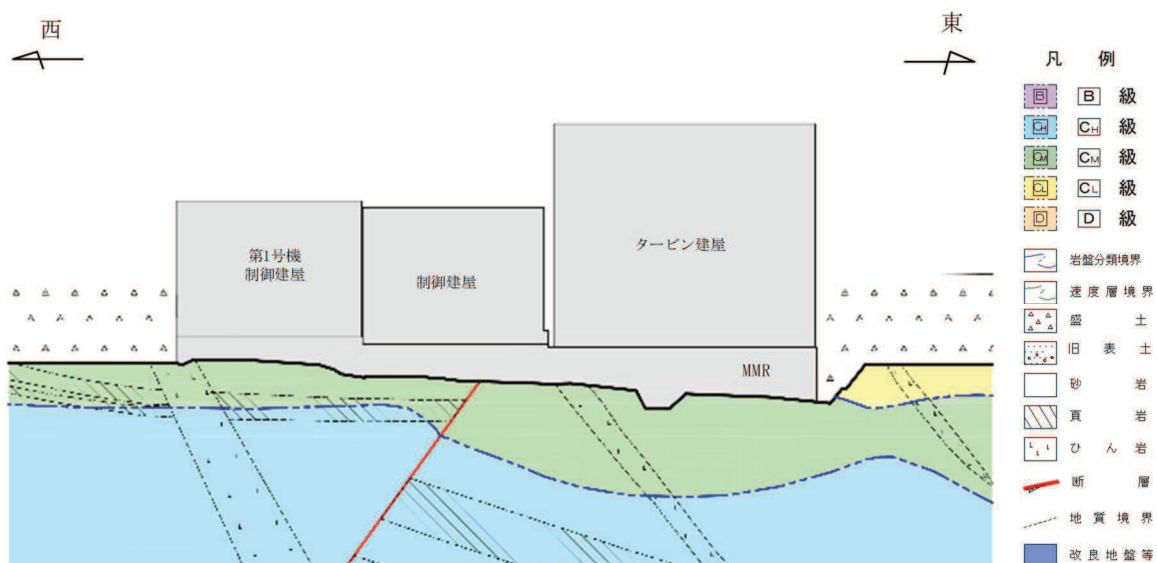 西
東
第1号機
制御建屋
制御建屋
タービン建屋
MMR
凡 例
B B 級
CH CH 級
CM CM 級
CL CL 級
D D 級
岩盤分類境界
速度層境界
盛 土
旧 表 土
砂 岩
頁 岩
ひ ん 岩
断 層
地 質 境 界
改良地盤等